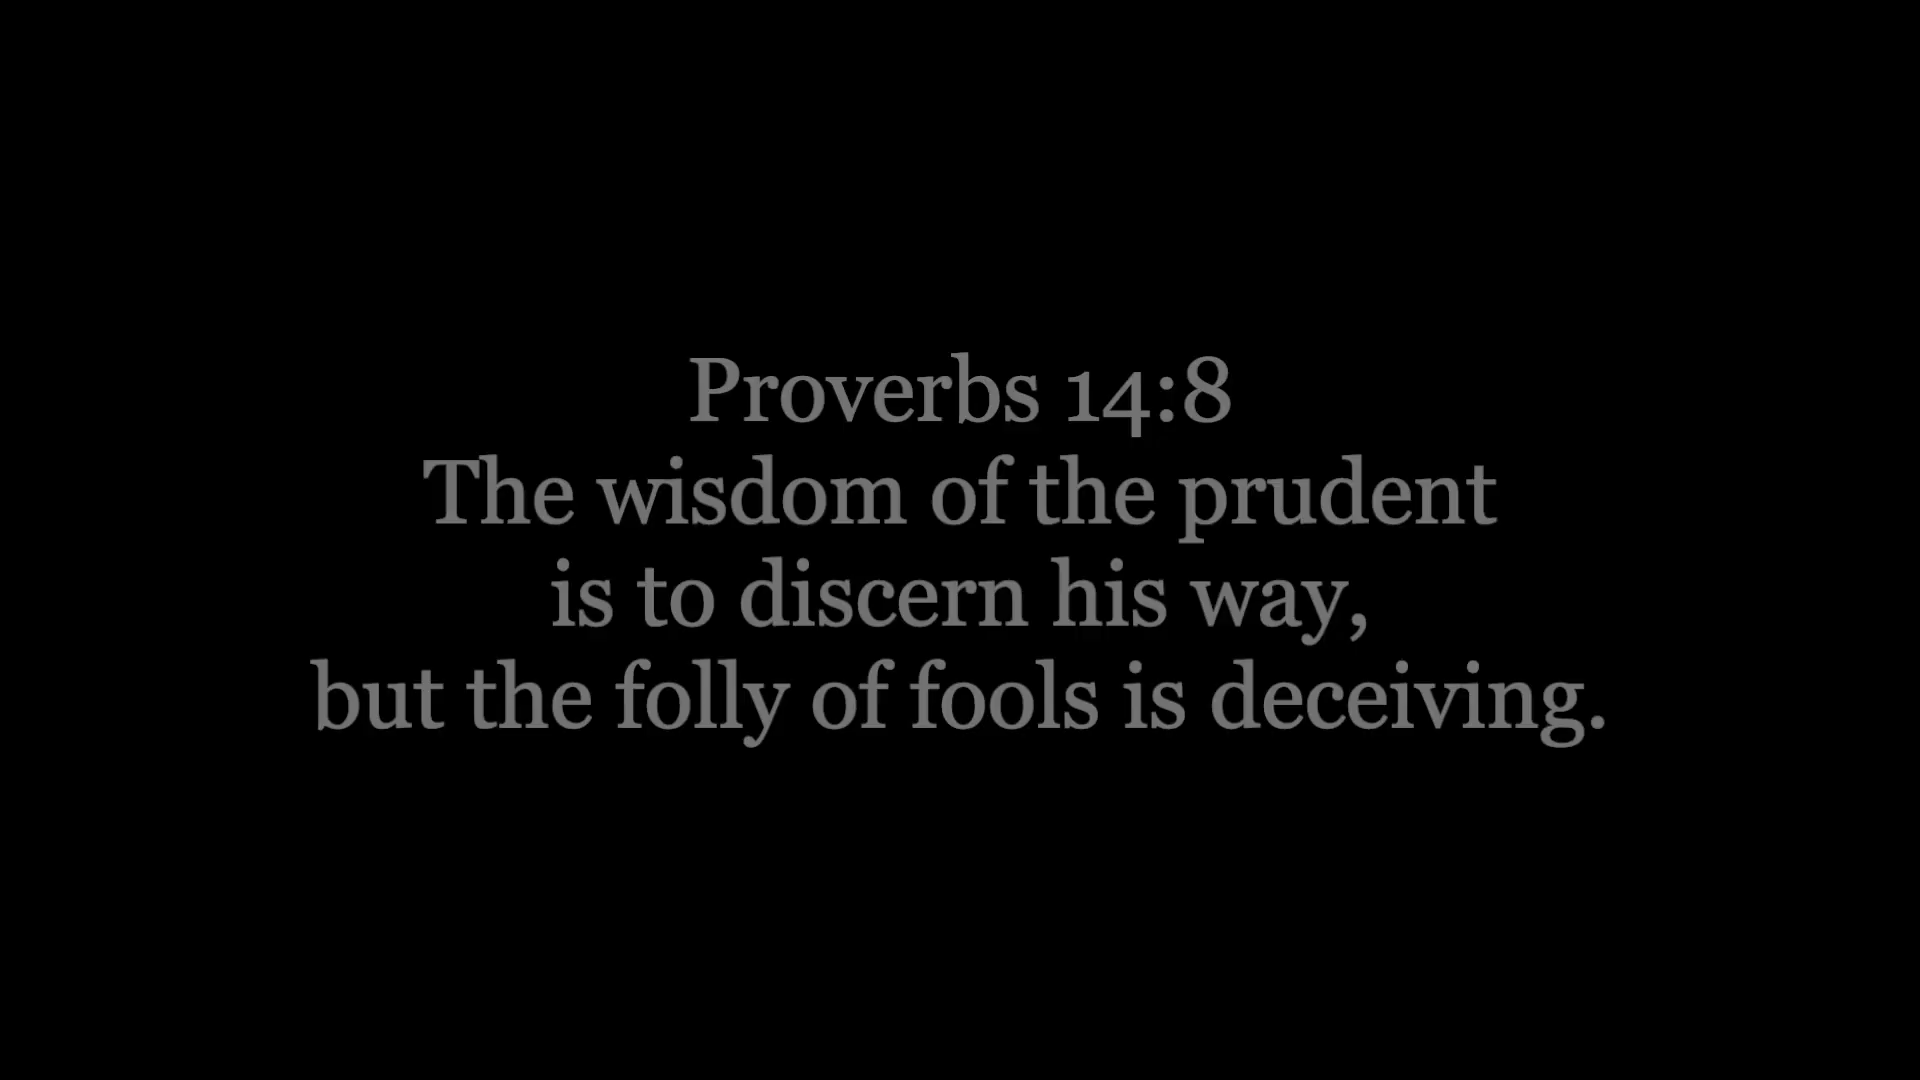 Proverbs 14:8
The wisdom of the prudent
is to discern his way,
but the folly of fools is deceiving.